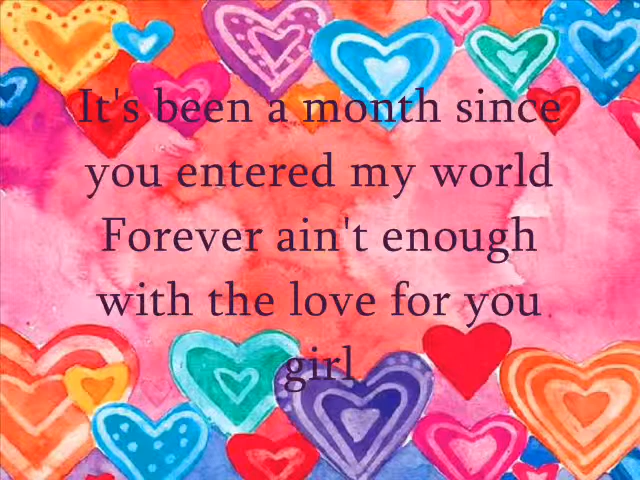 It's been a month since
you entered my world
Forever ain't enough
with the love for you
girl